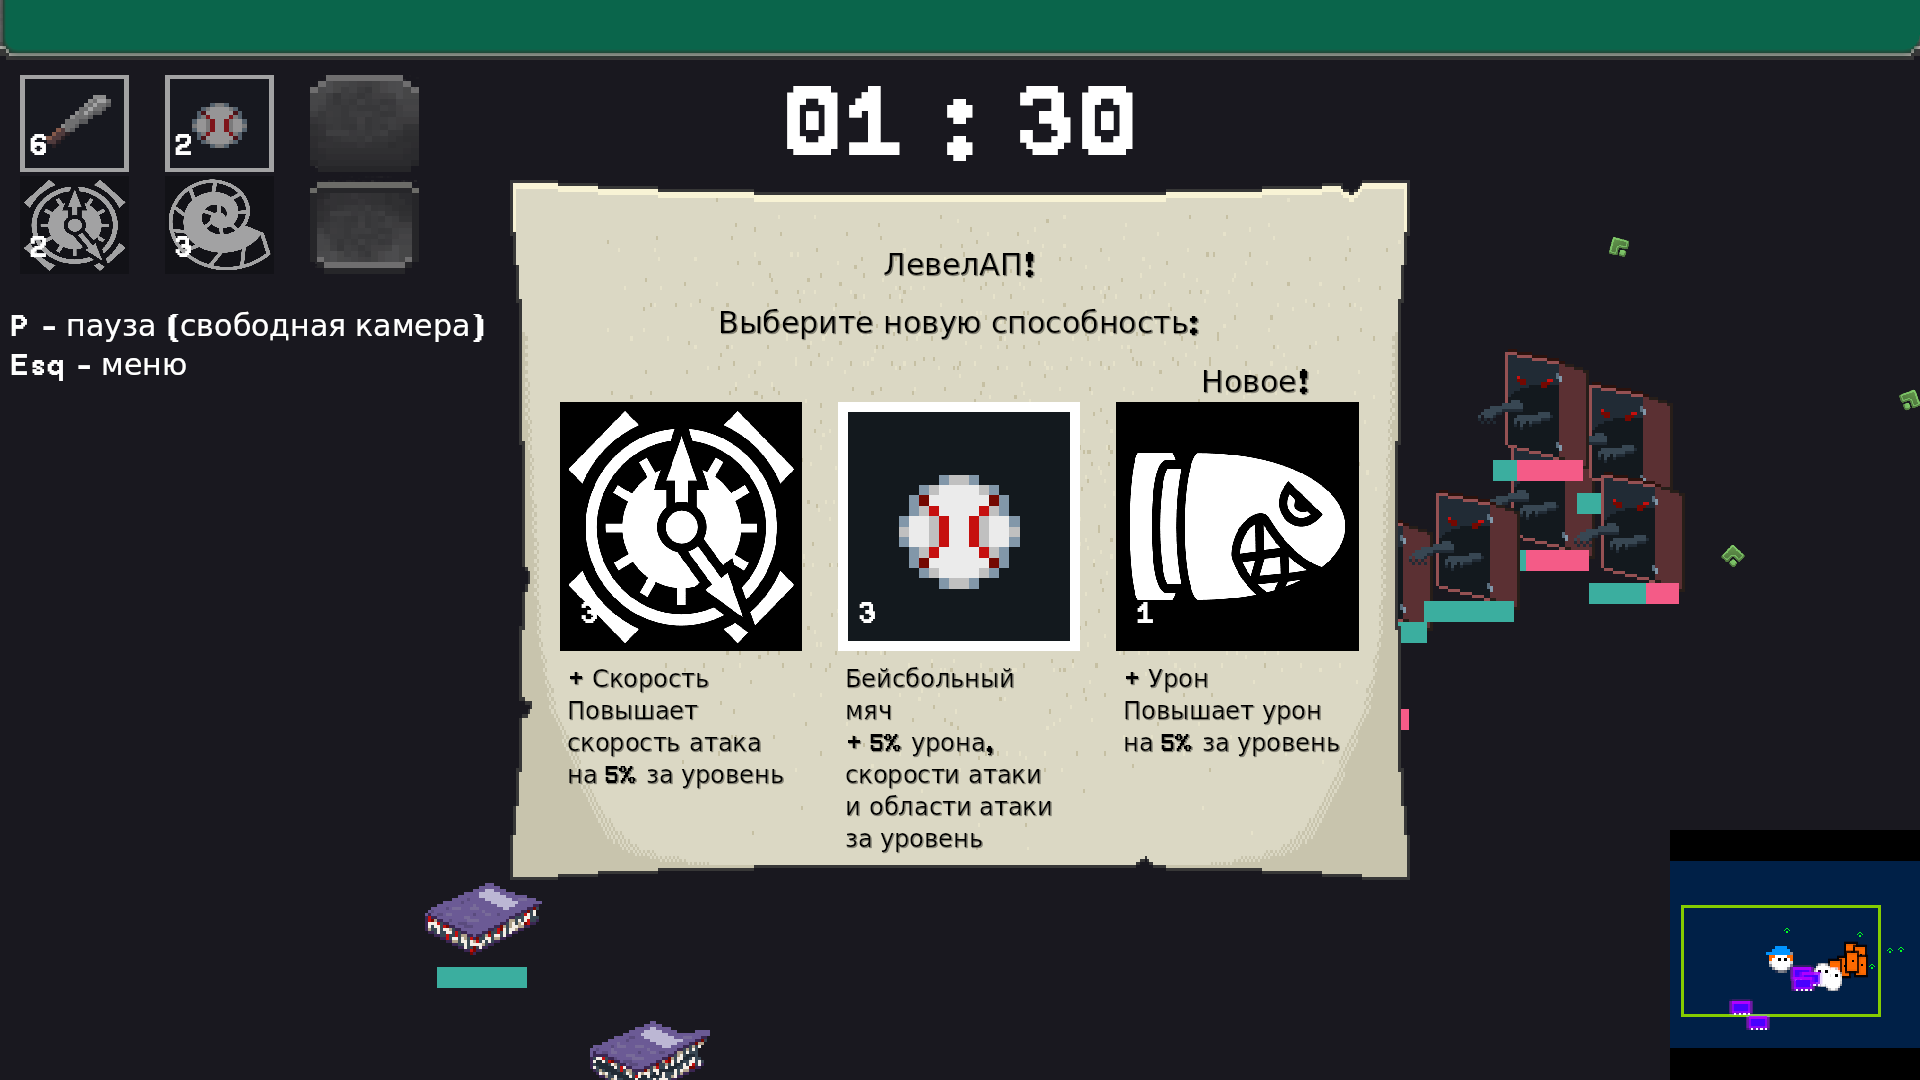 01 : 30
6
2
2
3
P - пауза (свободная камера)
Esq - меню
ЛевелАП!
Выберите новую способность:
Новое!
3
3
1
+ Скорость
Повышает
скорость атака
на 5% за уровень
Бейсбольный
мяч
+ 5% урона,
скорости атаки
и области атаки
за уровень
+ Урон
Повышает урон
на 5% за уровень